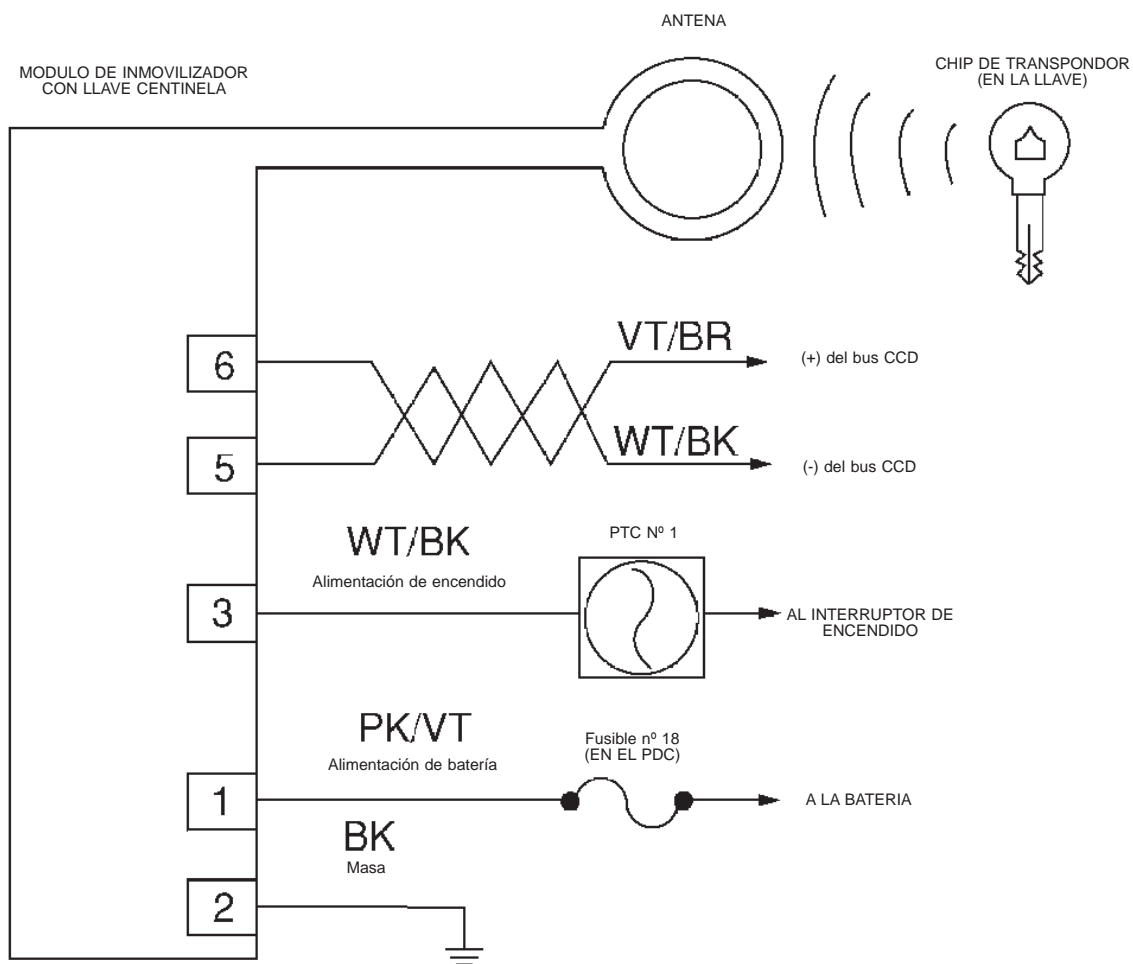 ANTENA
MODULO DE INMOVILIZADOR
CON LLAVE CENTINELA
CHIP DE TRANSPONDOR
(EN LA LLAVE)
6
VT/BR
(+) del bus CCD
5
WT/BK
(-) del bus CCD
WT/BK
Alimentación de encendido
PTC Nº 1
3
AL INTERRUPTOR DE
ENCENDIDO
PK/VT
Alimentación de batería
Fusible nº 18
(EN EL PDC)
1
A LA BATERIA
BK
Masa
2